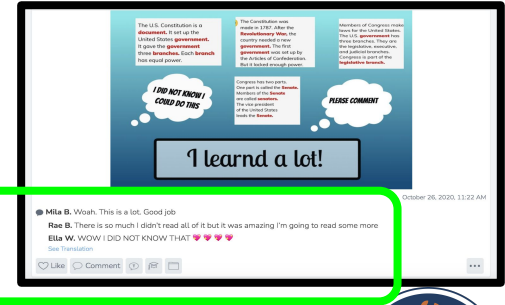 The U.S. Constitution is a
document. It set up the
United States government.
It gave the government
three branches. Each branch
has equal power.
The Constitution was
made in 1787. After the
Revolutionary War, the
country needed a new
government. The first
government was set up by
the Articles of Confederation.
But it lacked enough power.
Members of Congress make
laws for the United States.
The U.S. government has
three branches. They are
the legislative, executive,
and judicial branches.
Congress is part of the
legislative branch.
I DID NOT KNOW I
COULD DO THIS
Congress has two parts.
One part is called the Senate.
Members of the Senate
are called senators.
The vice president
of the United States
leads the Senate.
PLEASE COMMENT
I learnd a lot!
October 26, 2020, 11:22 AM
Mila B. Woah. This is a lot. Good job
Rae B. There is so much I didn't read all of it but it was amazing I'm going to read some more
Ella W. WOW I DID NOT KNOW THAT 💖 💖 💖 💖
See Translation
Like
Comment